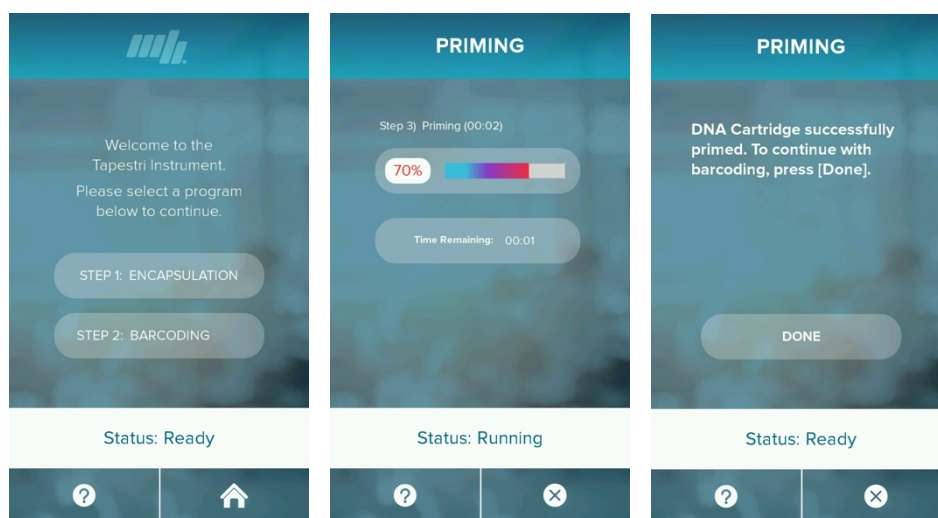 Welcome to the
Tapestri Instrument.
Please select a program
below to continue.
STEP 1: ENCAPSULATION
STEP 2: BARCODING
Status: Ready
?
PRIMING
Step 3) Priming (00:02)
70%
Time Remaining: 00:01
Status: Running
?
PRIMING
DNA Cartridge successfully
primed. To continue with
barcoding, press [Done].
DONE
Status: Ready
?